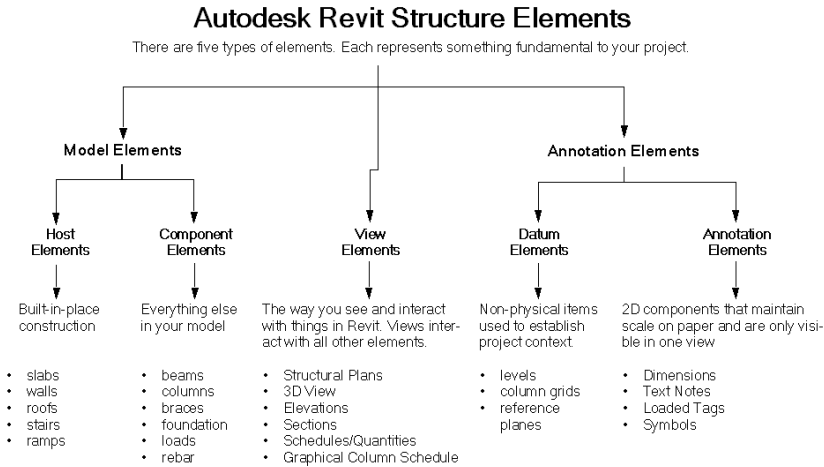 Autodesk Revit Structure Elements
There are five types of elements. Each represents something fundamental to your project.
Model Elements
Annotation Elements
Host
Elements
Component
Elements
View
Elements
Datum
Elements
Annotation
Elements
Built-in-place
construction
Everything else
in your model
The way you see and interact
with things in Revit. Views inter-
act with all other elements.
Non-physical items
used to establish
project context.
2D components that maintain
scale on paper and are only visi-
ble in one view
• slabs
• walls
• roofs
• stairs
• ramps
• beams
• columns
• braces
• foundation
• loads
• rebar
• Structural Plans
• 3D View
• Elevations
• Sections
• Schedules/Quantities
• Graphical Column Schedule
• levels
• column grids
• reference
planes
• Dimensions
• Text Notes
• Loaded Tags
• Symbols